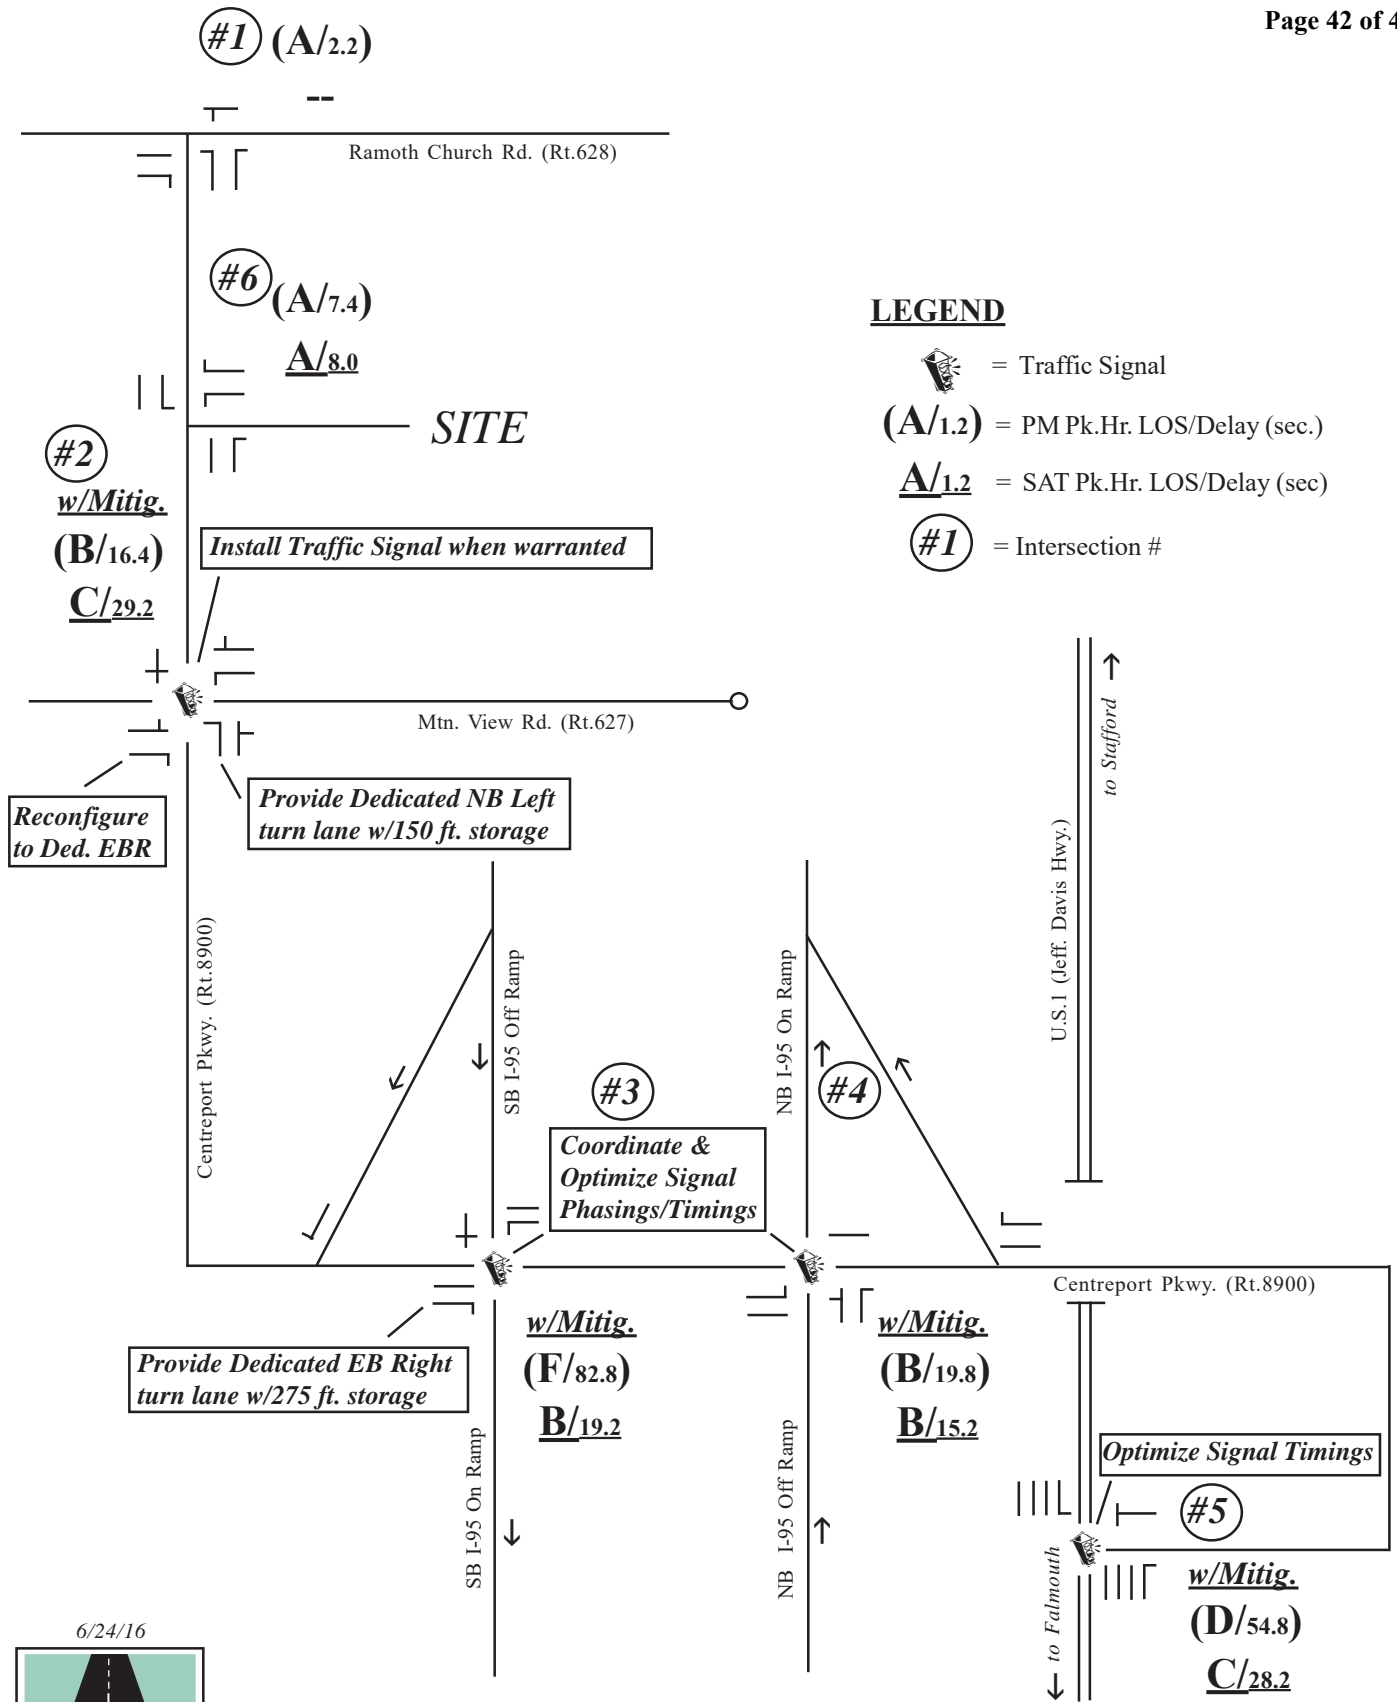 Page 42 of 4
#1 (A/2.2)
--
Ramoth Church Rd. (Rt.628)
#6 (A/7.4)
A/8.0
SITE
LEGEND
= Traffic Signal
(A/1.2) = PM Pk.Hr. LOS/Delay (sec.)
A/1.2 = SAT Pk.Hr. LOS/Delay (sec)
#1 = Intersection #
#2
w/Mitig.
(B/16.4)
C/29.2
Install Traffic Signal when warranted
Mtn. View Rd. (Rt.627)
Reconfigure
to Ded. EBR
Provide Dedicated NB Left
turn lane w/150 ft. storage
to Stafford
U.S.1 (Jeff. Davis Hwy.)
Centreport Pkwy. (Rt.8900)
SB I-95 Off Ramp
NB I-95 On Ramp
#3
#4
Coordinate &
Optimize Signal
Phasings/Timings
Centreport Pkwy. (Rt.8900)
Provide Dedicated EB Right
turn lane w/275 ft. storage
w/Mitig.
(F/82.8)
B/19.2
w/Mitig.
(B/19.8)
B/15.2
SB I-95 On Ramp
NB I-95 Off Ramp
Optimize Signal Timings
#5
to Falmouth
w/Mitig.
(D/54.8)
C/28.2
6/24/16